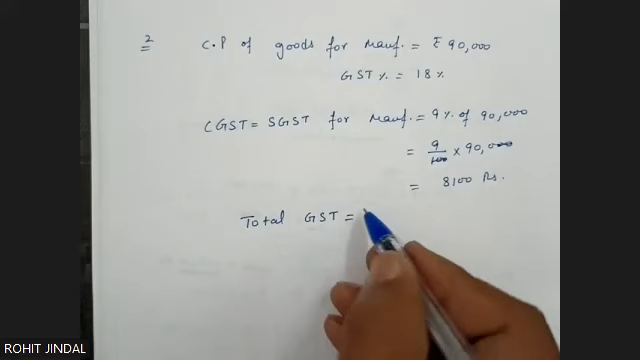 2 C.P of goods for Manf. = ₹ 90,000
GST % = 18 %
CGST = SGST for Manf. = 9 % of 90,000
= 9/100 x 90,000
= 8100 Rs.
Total GST =
ROHIT JINDAL